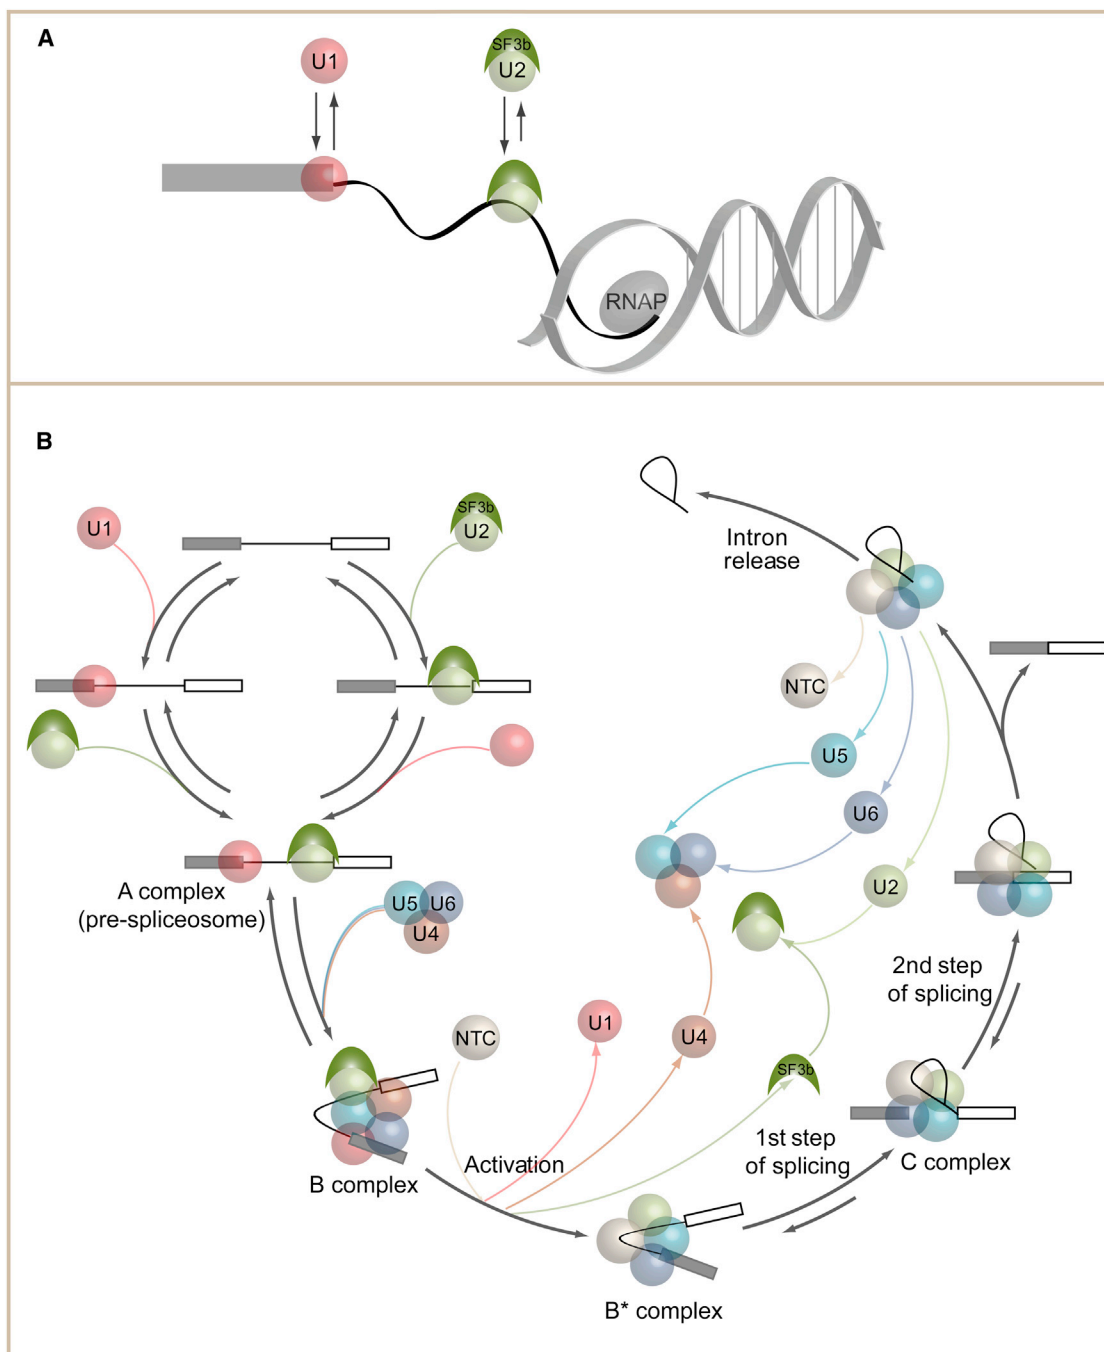 A
U1
SF3b
U2
RNAP
B
U1
SF3b
U2
Intron
release
NTC
U5
U6
U2
A complex
(pre-spliceosome)
U5 U6
U4
2nd step
of splicing
NTC
U1
U4
SF3b
Activation
1st step
of splicing
C complex
B complex
B* complex